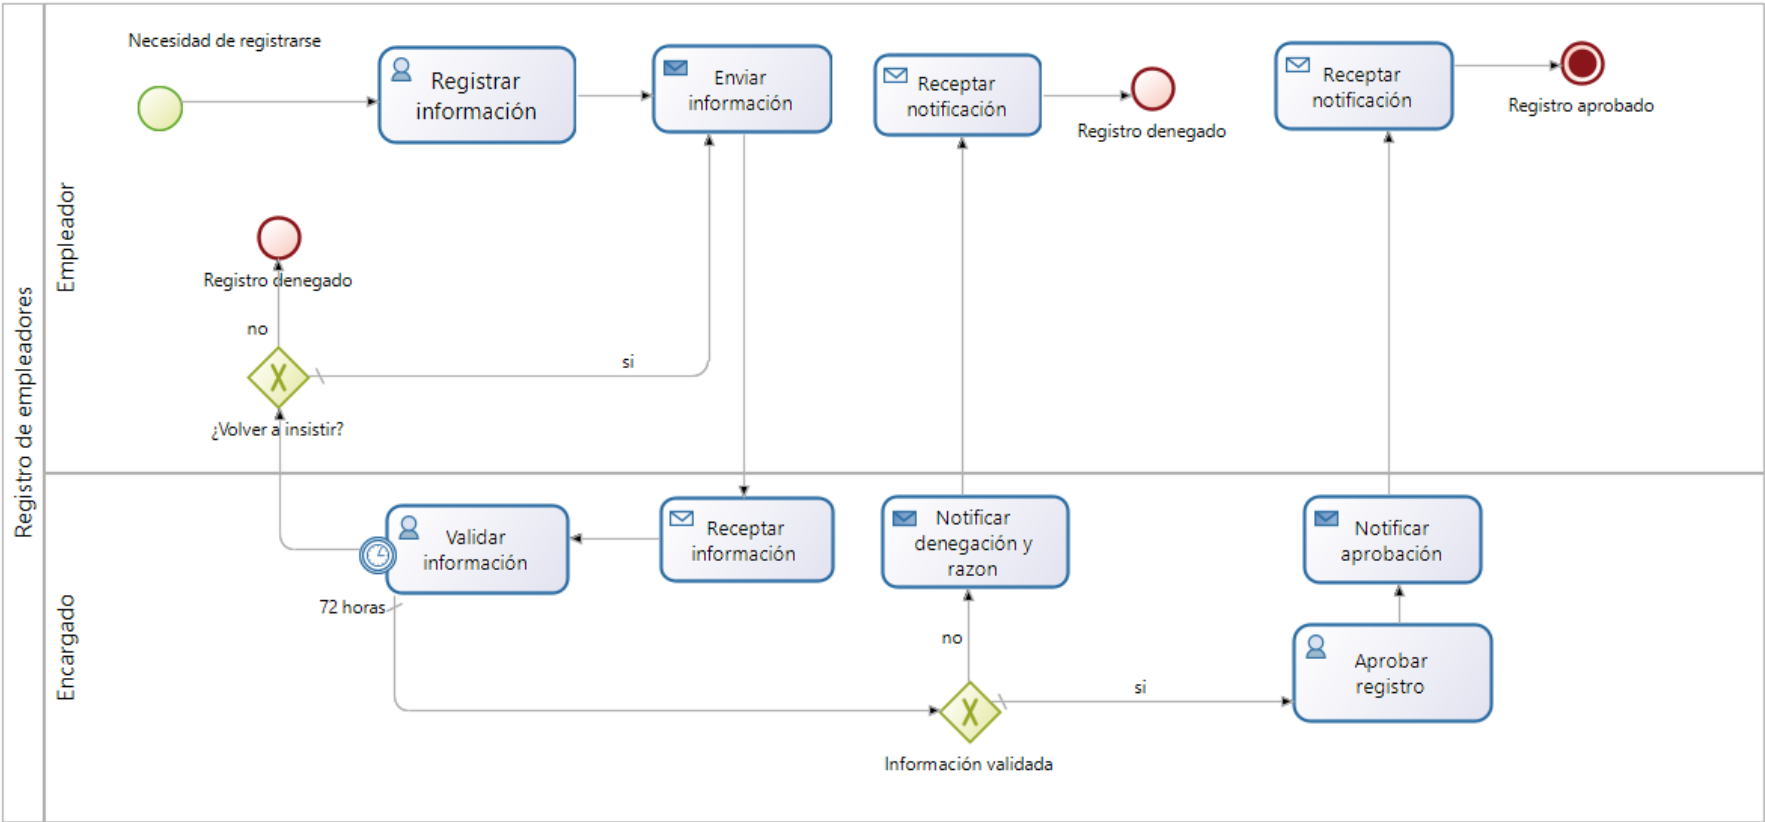 Registro de empleadores
Empleador
Necesidad de registrarse
Registrar
información
Enviar
información
Receptar
notificación
Registro denegado
Receptar
notificación
Registro aprobado
Registro denegado
no
si
¿Volver a insistir?
Encargado
Validar
información
72 horas
Receptar
información
Notificar
denegación y
razon
no
si
Información validada
Notificar
aprobación
Aprobar
registro